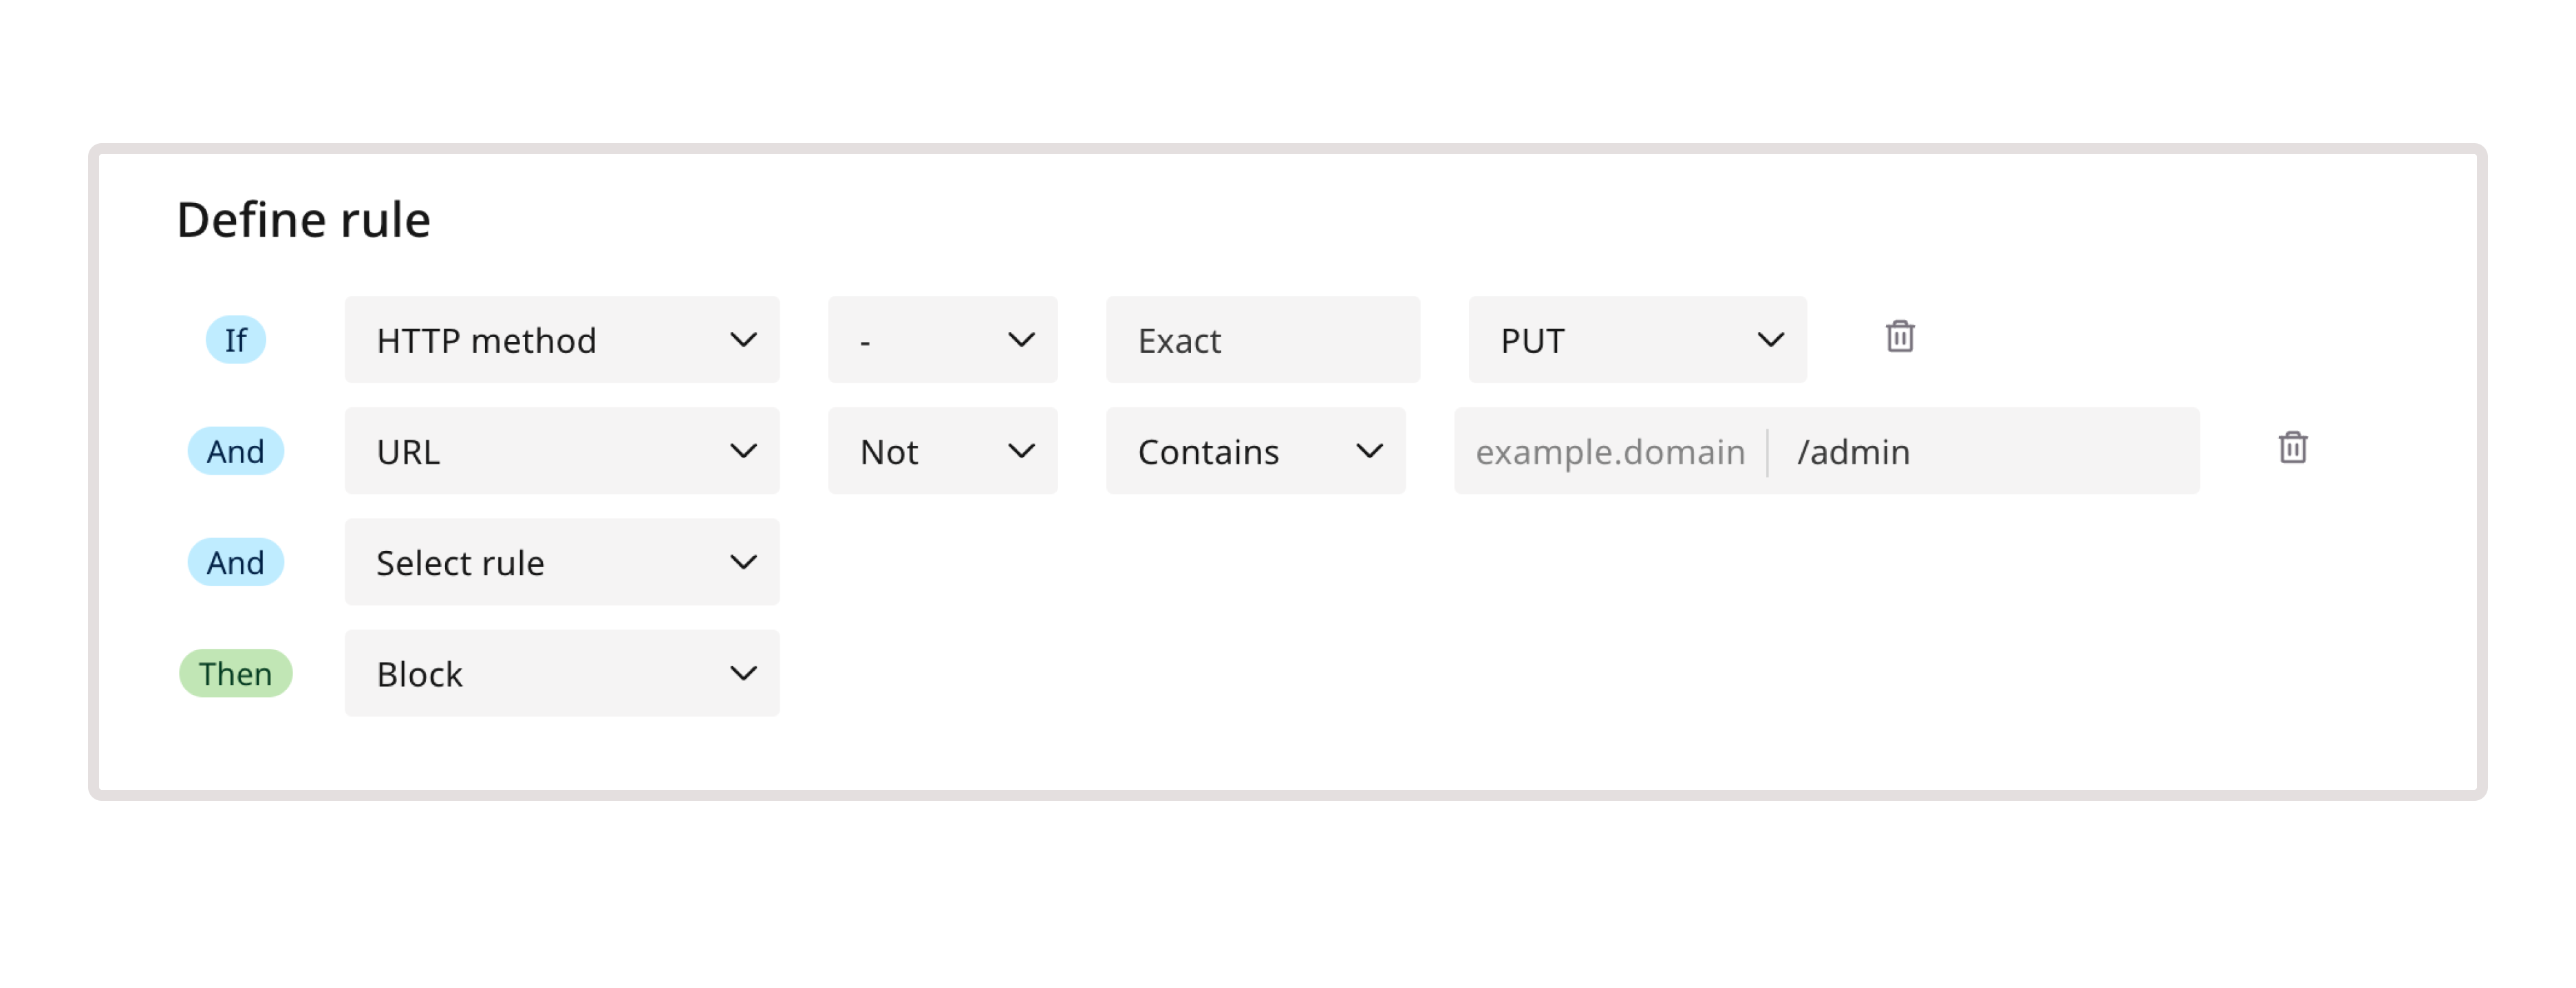 Define rule
If HTTP method - Exact PUT
And URL Not Contains example.domain /admin
And Select rule
Then Block